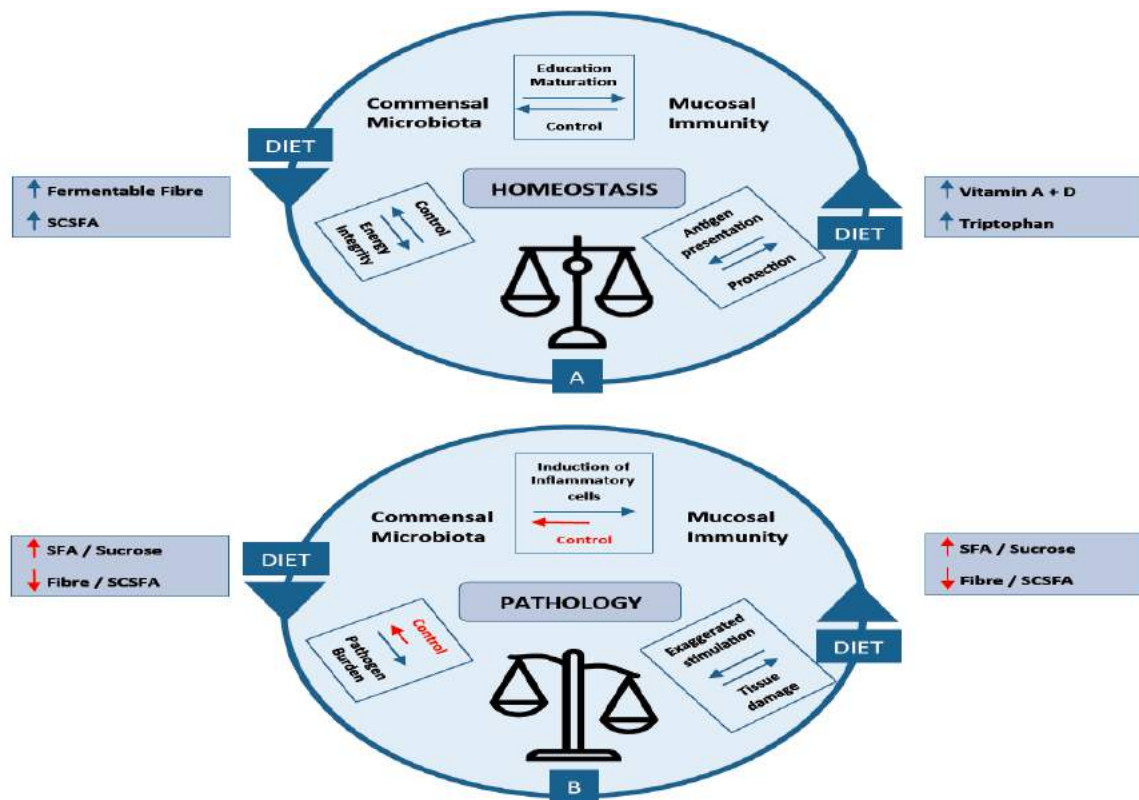 Education
Maturation
Control
Commensal
Microbiota
Mucosal
Immunity
DIET
↑ Fermentable Fibre
↑ SCSFA
HOMEOSTASIS
Control
Energy
Integrity
Antigen
presentation
Protection
↑ Vitamin A + D
↑ Triptophan
DIET
A
Induction of
Inflammatory
cells
Control
Commensal
Microbiota
Mucosal
Immunity
DIET
↑ SFA / Sucrose
↓ Fibre / SCSFA
PATHOLOGY
Control
Pathogen
Burden
Exaggerated
stimulation
Tissue
damage
↑ SFA / Sucrose
↓ Fibre / SCSFA
DIET
B